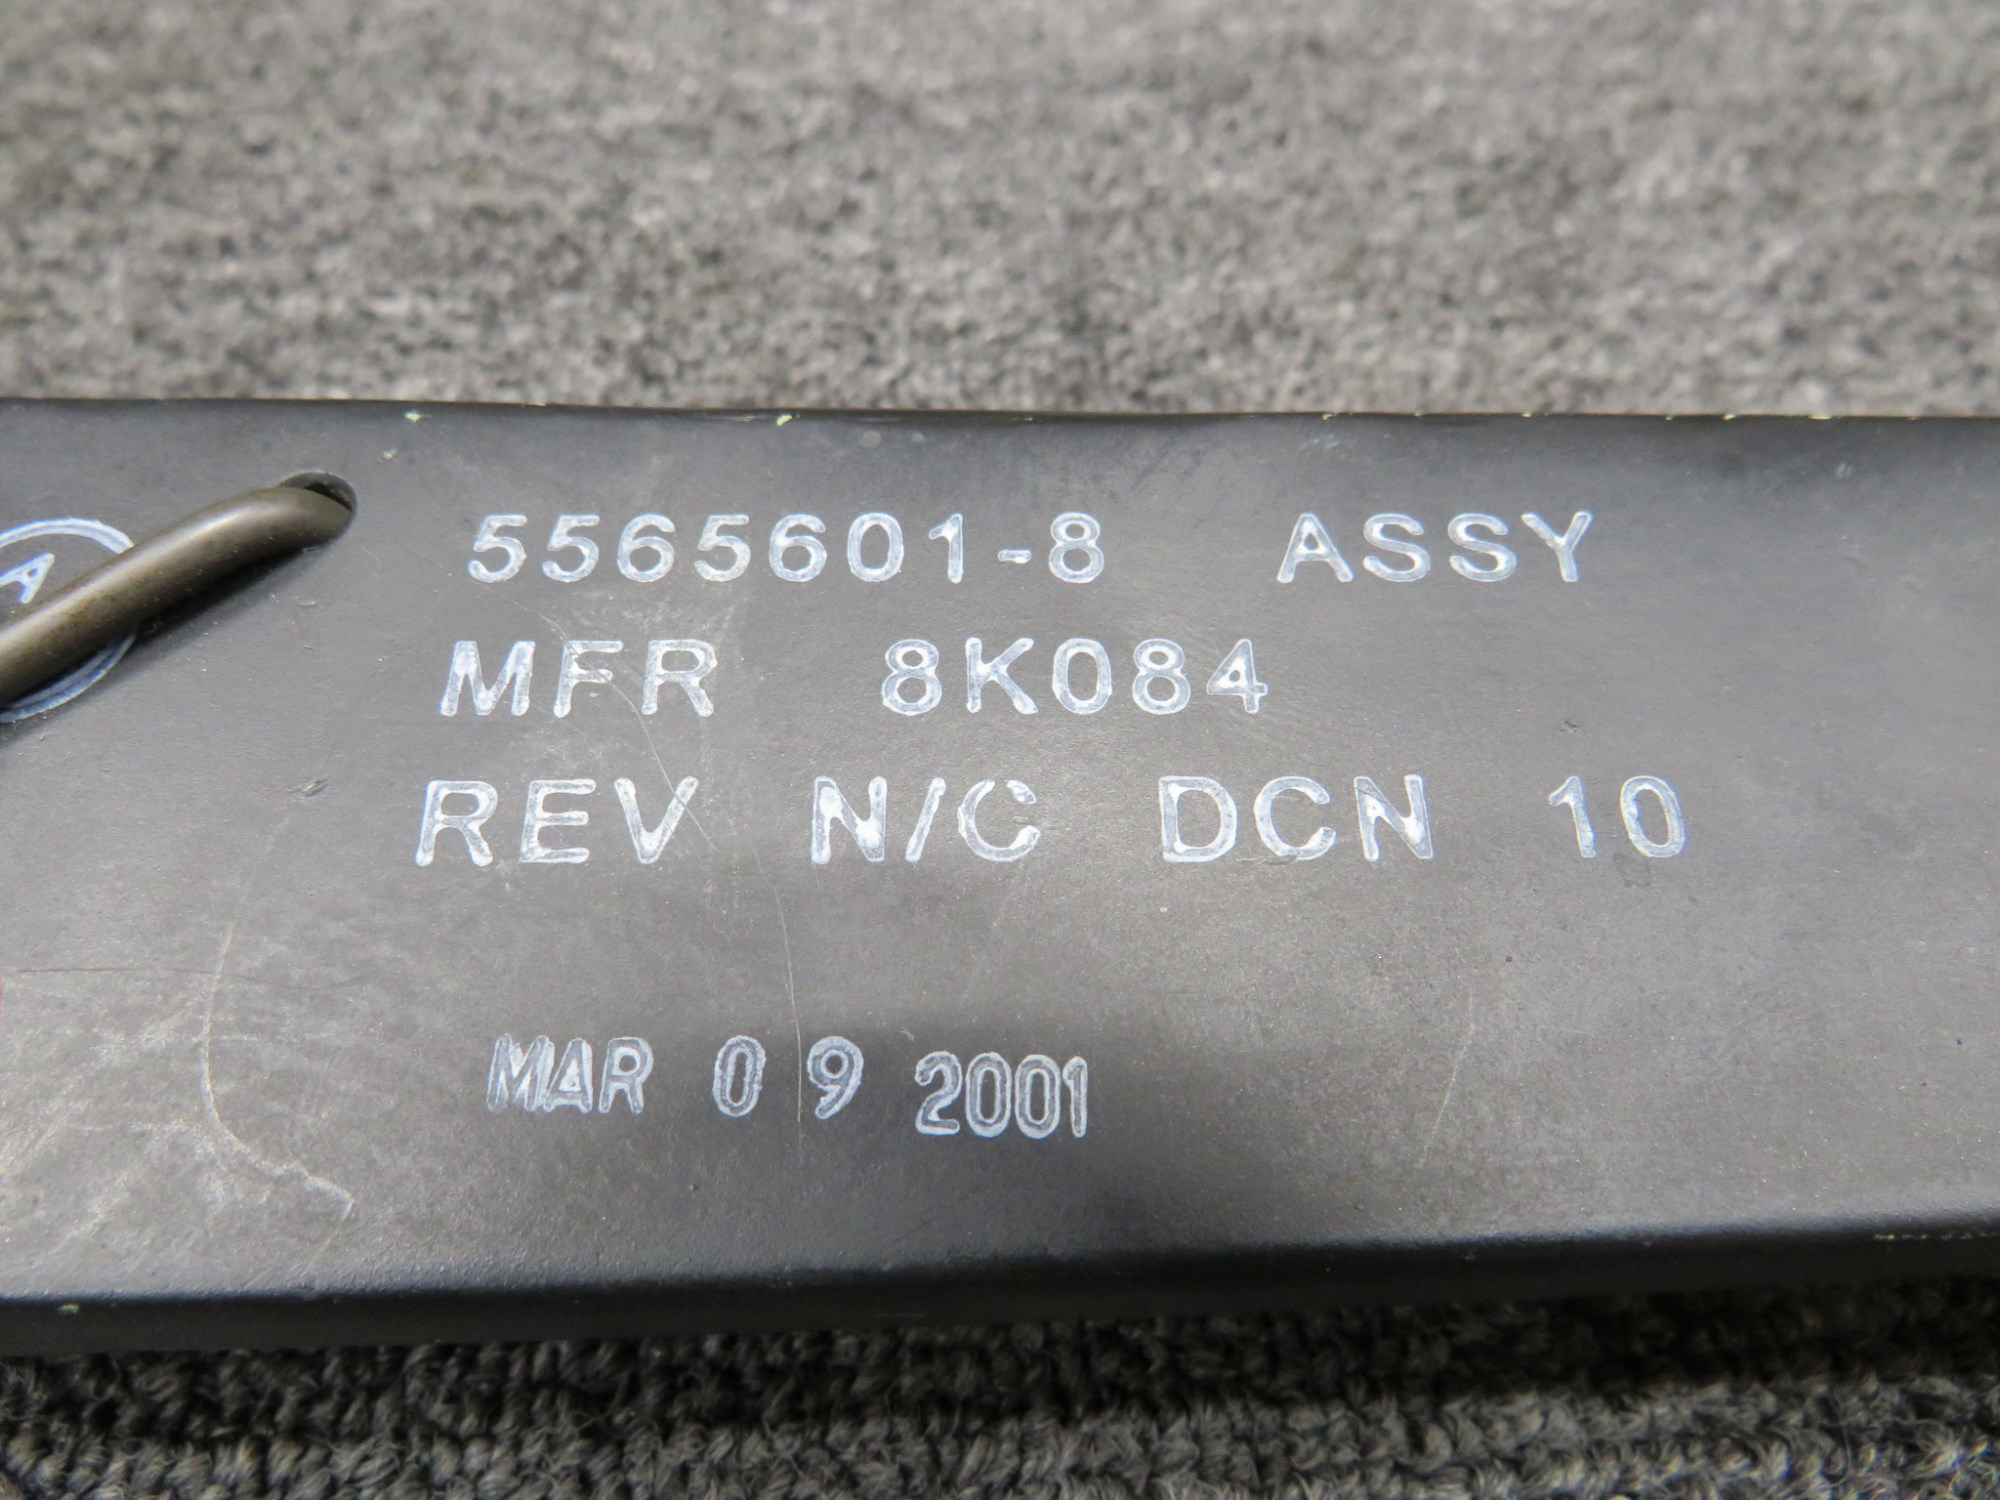 A
5565601-8 ASSY
MFR 8K084
REV N/C DCN 10
MAR 09 2001